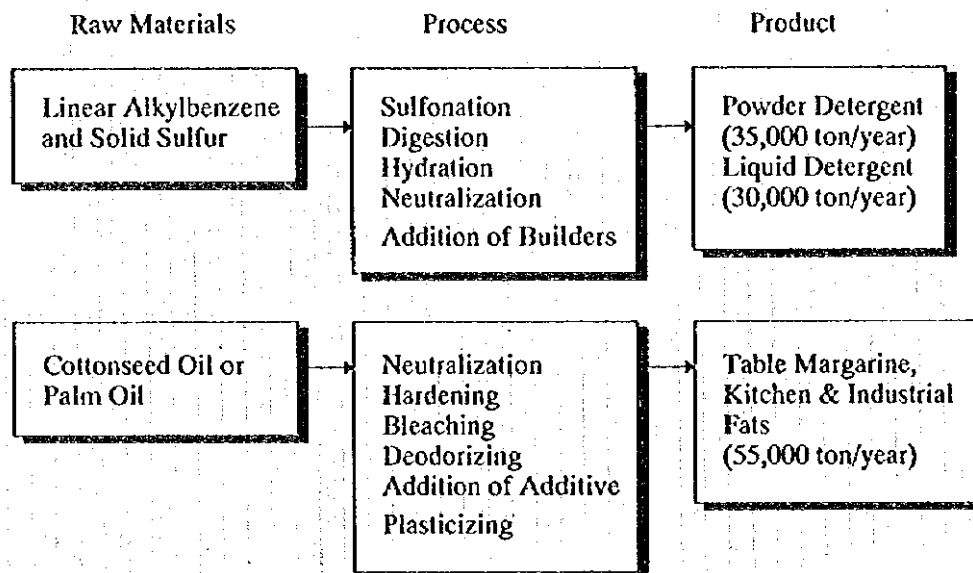 Raw Materials
Process
Product
Linear Alkylbenzene
and Solid Sulfur
Sulfonation
Digestion
Hydration
Neutralization
Addition of Builders
Powder Detergent
(35,000 ton/year)
Liquid Detergent
(30,000 ton/year)
Cottonseed Oil or
Palm Oil
Neutralization
Hardening
Bleaching
Deodorizing
Addition of Additive
Plasticizing
Table Margarine,
Kitchen & Industrial
Fats
(55,000 ton/year)